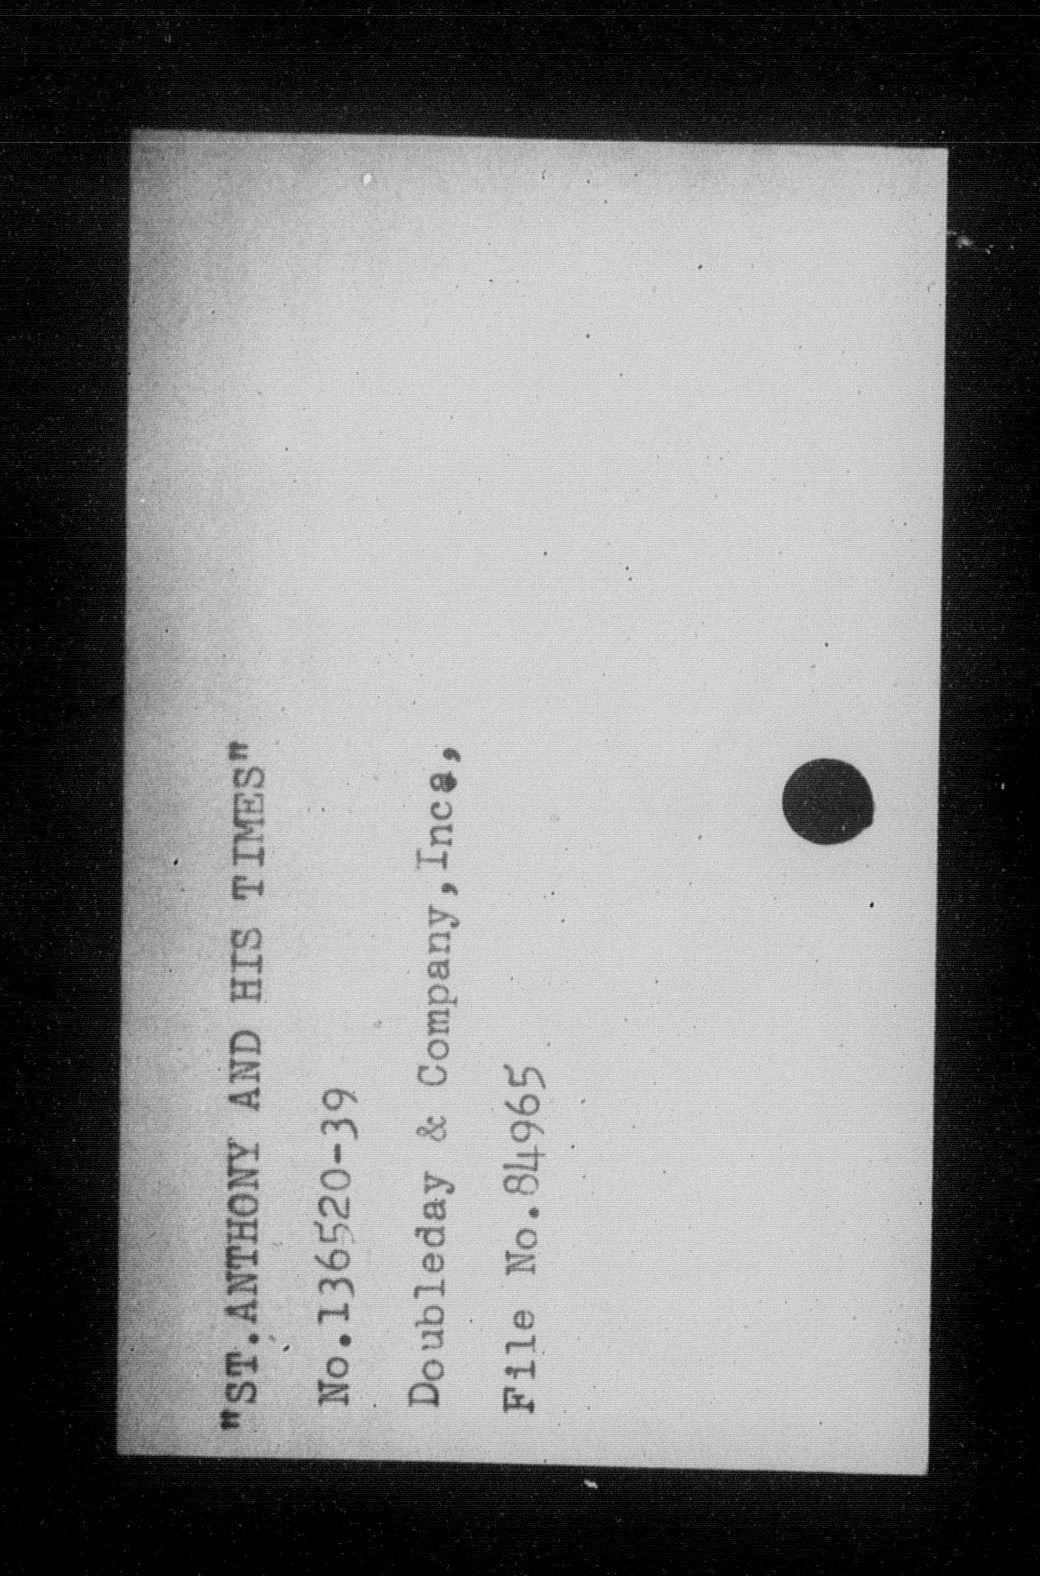 "ST.ANTHONY AND HIS TIMES"
No.136520-39
Doubleday & Company,Inc.,
File No.84965